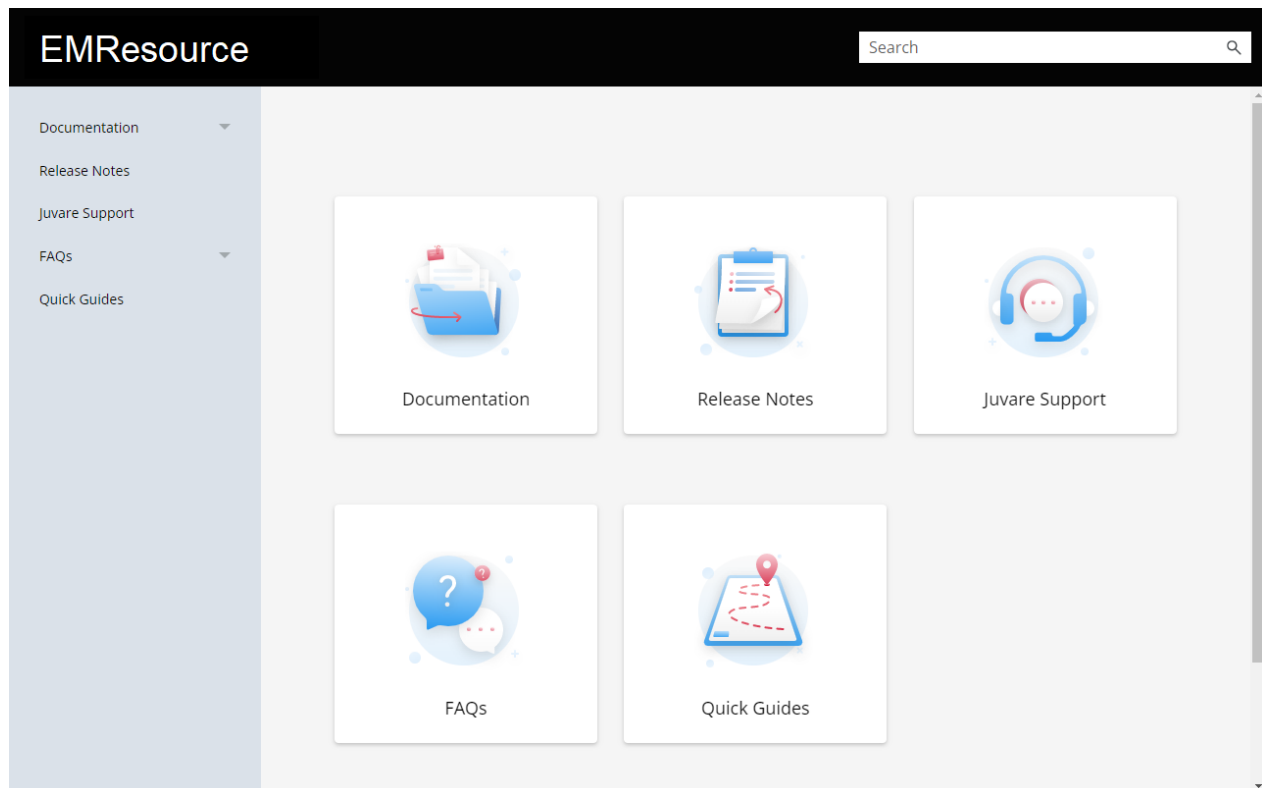 EMResource
Search
Documentation
Release Notes
Juvare Support
FAQs
Quick Guides
Documentation
Release Notes
Juvare Support
? ?
FAQs
Quick Guides